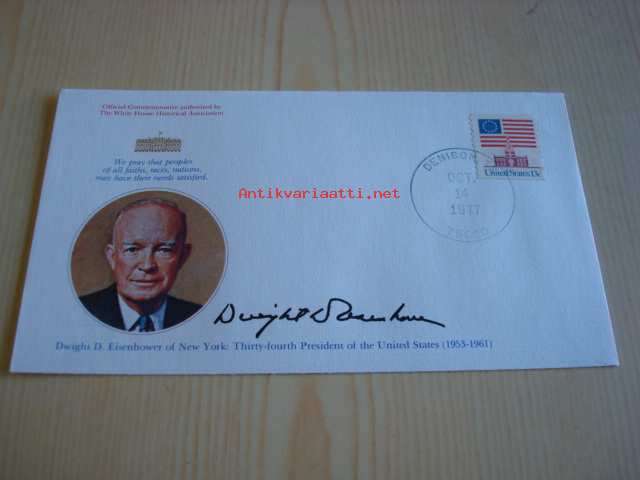 Official Commemorative authorized by
The White House Historical Association
We pray that peoples
of all faiths, races, nations,
may have their needs satisfied.
United States 13c
DENISON
OCT.
14
1977
Antikvariaatti.net
Dwight D. Eisenhower
Dwight D. Eisenhower of New York: Thirty-fourth President of the United States (1953-1961)